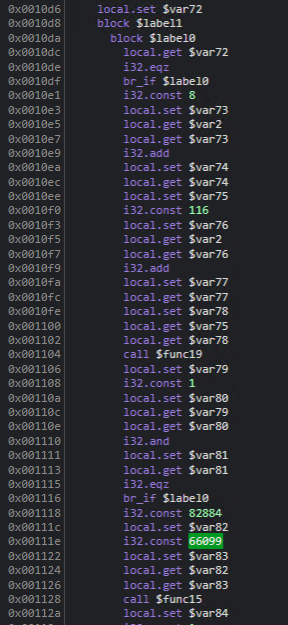 0x0010d6 local.set $var72
0x0010d8 block $label1
0x0010da block $label0
0x0010dc local.get $var72
0x0010de i32.eqz
0x0010df br_if $label0
0x0010e1 i32.const 8
0x0010e3 local.set $var73
0x0010e5 local.get $var2
0x0010e7 local.get $var73
0x0010e9 i32.add
0x0010ea local.set $var74
0x0010ec local.get $var74
0x0010ee local.set $var75
0x0010f0 i32.const 116
0x0010f3 local.set $var76
0x0010f5 local.get $var2
0x0010f7 local.get $var76
0x0010f9 i32.add
0x0010fa local.set $var77
0x0010fc local.get $var77
0x0010fe local.set $var78
0x001100 local.get $var75
0x001102 local.get $var78
0x001104 call $func19
0x001106 local.set $var79
0x001108 i32.const 1
0x00110a local.set $var80
0x00110c local.get $var79
0x00110e local.get $var80
0x001110 i32.and
0x001111 local.set $var81
0x001113 local.get $var81
0x001115 i32.eqz
0x001116 br_if $label0
0x001118 i32.const 82884
0x00111c local.set $var82
0x00111e i32.const 66099
0x001122 local.set $var83
0x001124 local.get $var82
0x001126 local.get $var83
0x001128 call $func15
0x00112a local.set $var84